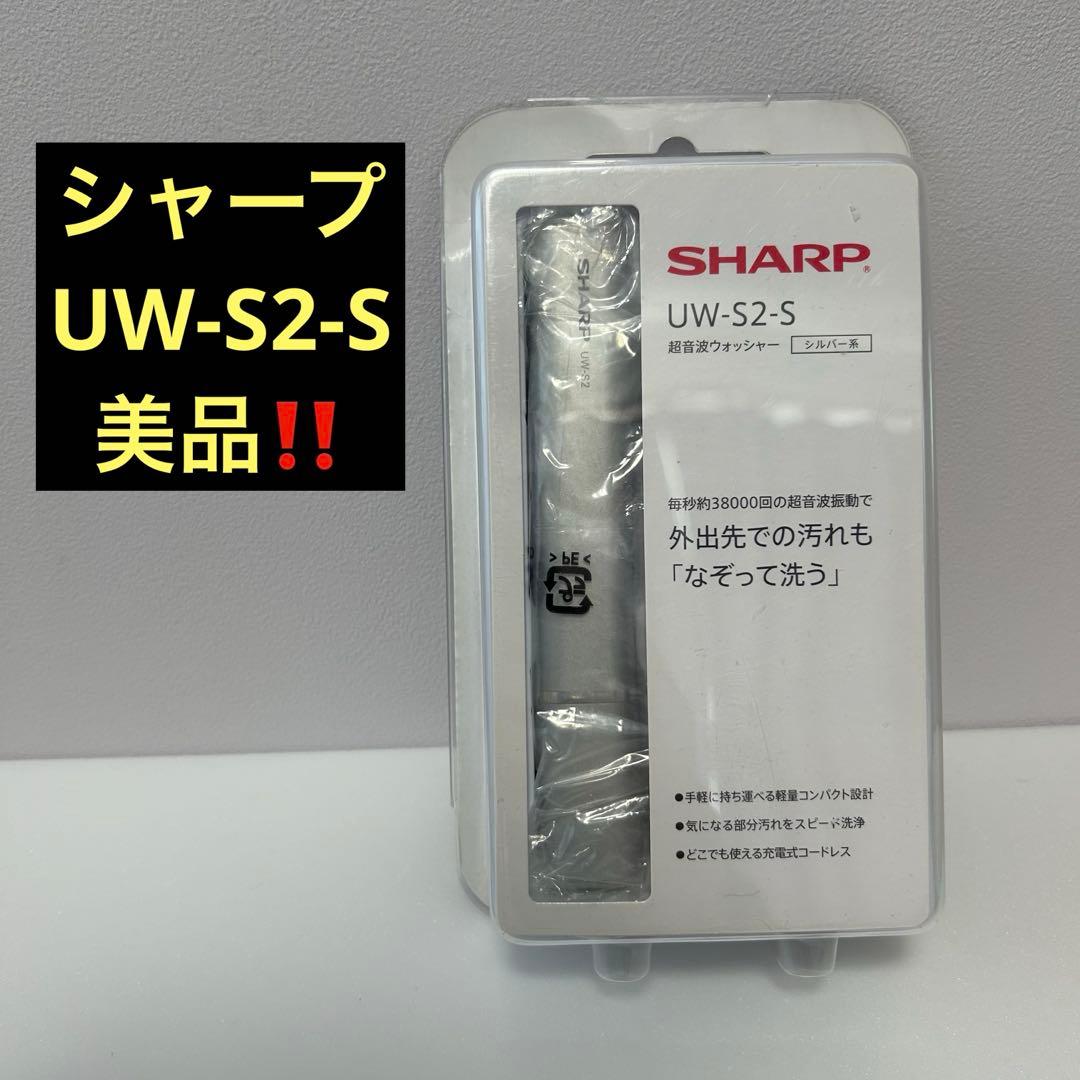 シャープ
UW-S2-S
美品‼️
SHARP®
UW-S2-S
超音波ウォッシャー シルバー系
毎秒約38000回の超音波振動で
外出先での汚れも
「なぞって洗う」
●手軽に持ち運べる軽量コンパクト設計
●気になる部分汚れをスピード洗浄
●どこでも使える充電式コードレス
SHARP UW-S2
< PE >
プラ